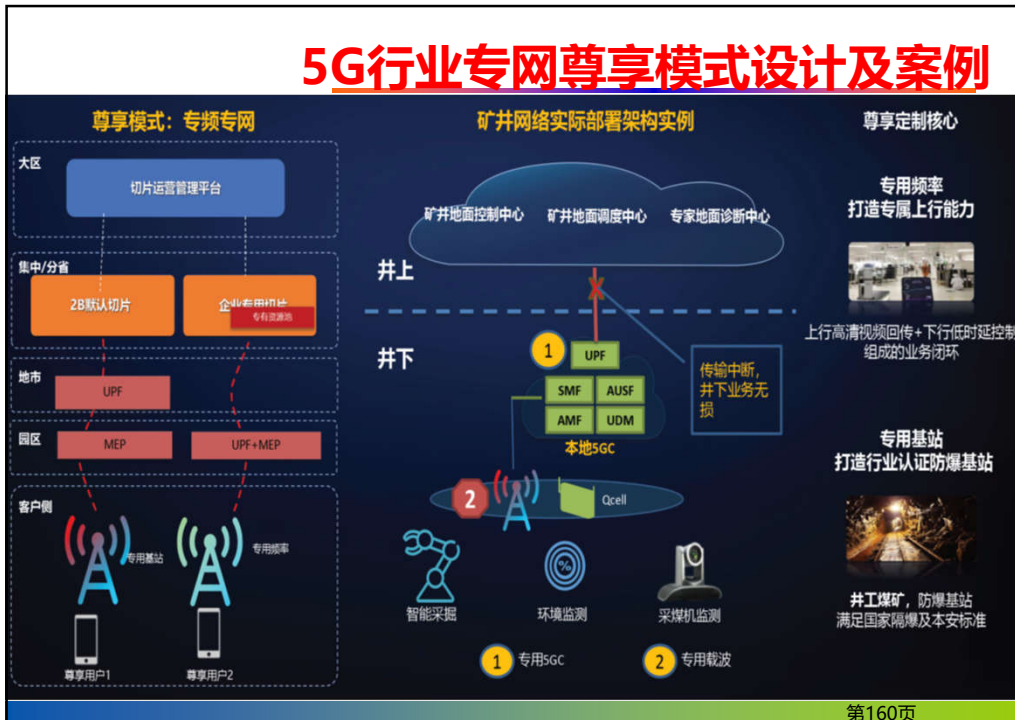 5G行业专网尊享模式设计及案例
尊享模式：专频专网
大区
切片运营管理平台
集中/分省
2B默认切片
企业专用切片
专有资源池
地市
UPF
园区
MEP
UPF+MEP
客户侧
专用基站
专用频率
尊享用户1
尊享用户2
矿井网络实际部署架构实例
矿井地面控制中心
矿井地面调度中心
专家地面诊断中心
井上
井下
1
UPF
SMF
AUSF
AMF
UDM
本地5GC
传输中断，
井下业务无
损
2
Qcell
智能采掘
%
环境监测
采煤机监测
1
专用5GC
2
专用载波
尊享定制核心
专用频率
打造专属上行能力
上行高清视频回传+下行低时延控制
组成的业务闭环
专用基站
打造行业认证防爆基站
井工煤矿，防爆基站
满足国家隔爆及本安标准
第160页